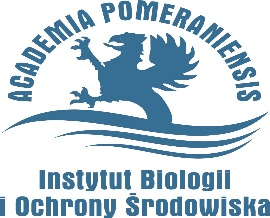 ACADEMIA POMERANIENSIS
Instytut Biologii
i Ochrony Środowiska